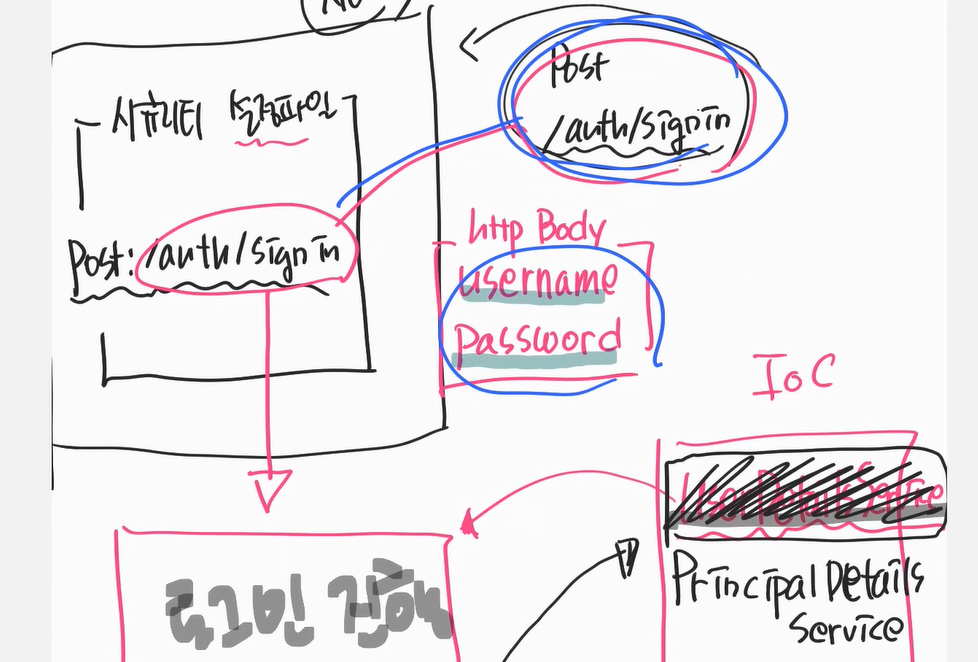 Post
/auth/signin
시큐리티 설정파일
Post: /auth/signin
http Body
username
password
IoC
UserDetailsService
PrincipalDetails
Service
로그인 진행